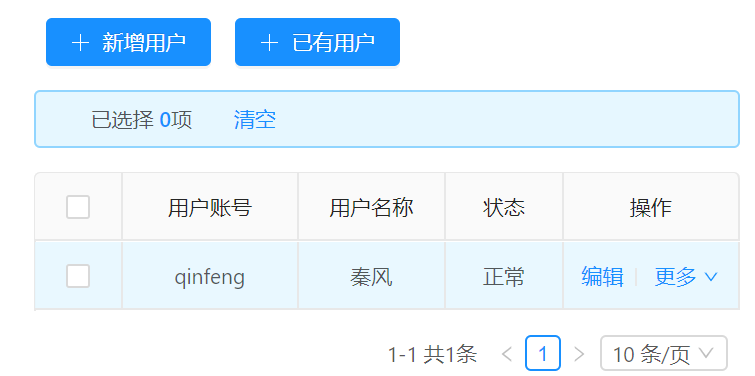 新增用户 已有用户
已选择 0项 清空
用户账号 用户名称 状态 操作
qinfeng 秦风 正常 编辑 更多
1-1 共1条 1 10 条/页